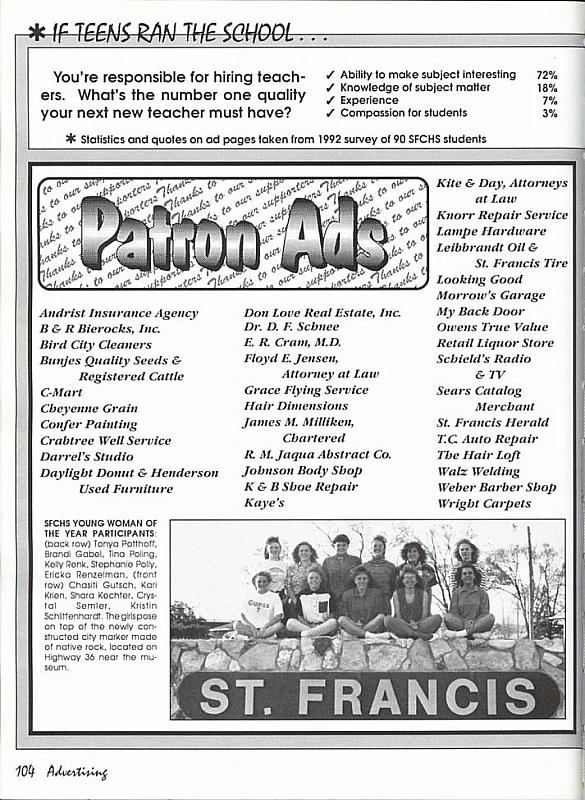 * IF TEENS RAN THE SCHOOL . . .
You're responsible for hiring teach-
ers. What's the number one quality
your next new teacher must have?
✓ Ability to make subject interesting 72%
✓ Knowledge of subject matter 18%
✓ Experience 7%
✓ Compassion for students 3%
* Statistics and quotes on ad pages taken from 1992 survey of 90 SFCHS students
Thanks to our supporters
Patron Ads
Andrist Insurance Agency
B & R Bierocks, Inc.
Bird City Cleaners
Bunjes Quality Seeds &
Registered Cattle
C-Mart
Cheyenne Grain
Confer Painting
Crabtree Well Service
Darrel's Studio
Daylight Donut & Henderson
Used Furniture
Don Love Real Estate, Inc.
Dr. D. F. Schnee
E. R. Cram, M.D.
Floyd E. Jensen,
Attorney at Law
Grace Flying Service
Hair Dimensions
James M. Milliken,
Chartered
R. M. Jaqua Abstract Co.
Johnson Body Shop
K & B Shoe Repair
Kaye's
Kite & Day, Attorneys
at Law
Knorr Repair Service
Lampe Hardware
Leibbrandt Oil &
St. Francis Tire
Looking Good
Morrow's Garage
My Back Door
Owens True Value
Retail Liquor Store
Schield's Radio
& TV
Sears Catalog
Merchant
St. Francis Herald
T.C. Auto Repair
The Hair Loft
Walz Welding
Weber Barber Shop
Wright Carpets
SFCHS YOUNG WOMAN OF
THE YEAR PARTICIPANTS:
(back row) Tonya Potthoff,
Brandi Gabel, Tina Poling,
Kelly Renk, Stephanie Polly,
Ericka Renzelman, (front
row) Chasiti Gutsch, Kari
Krien, Shara Kechter, Crys-
tal Semler, Kristin
Schlittenhardt. The girls pose
on top of the newly con-
structed city marker made
of native rock, located on
Highway 36 near the mu-
seum.
Guess
ST. FRANCIS
104 Advertising